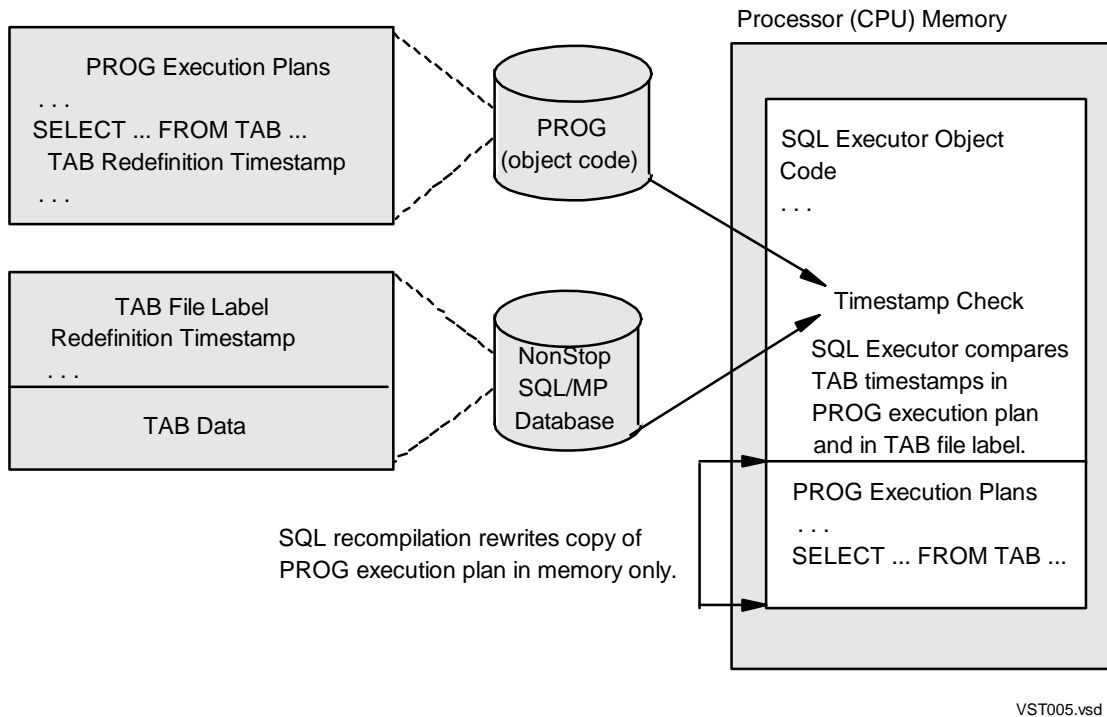 Processor (CPU) Memory
PROG Execution Plans
. . .
SELECT ... FROM TAB ...
TAB Redefinition Timestamp
. . .
PROG
(object code)
SQL Executor Object
Code
. . .
TAB File Label
Redefinition Timestamp
. . .
TAB Data
NonStop
SQL/MP
Database
Timestamp Check
SQL Executor compares
TAB timestamps in
PROG execution plan
and in TAB file label.
PROG Execution Plans
. . .
SELECT ... FROM TAB ...
SQL recompilation rewrites copy of
PROG execution plan in memory only.
VST005.vsd